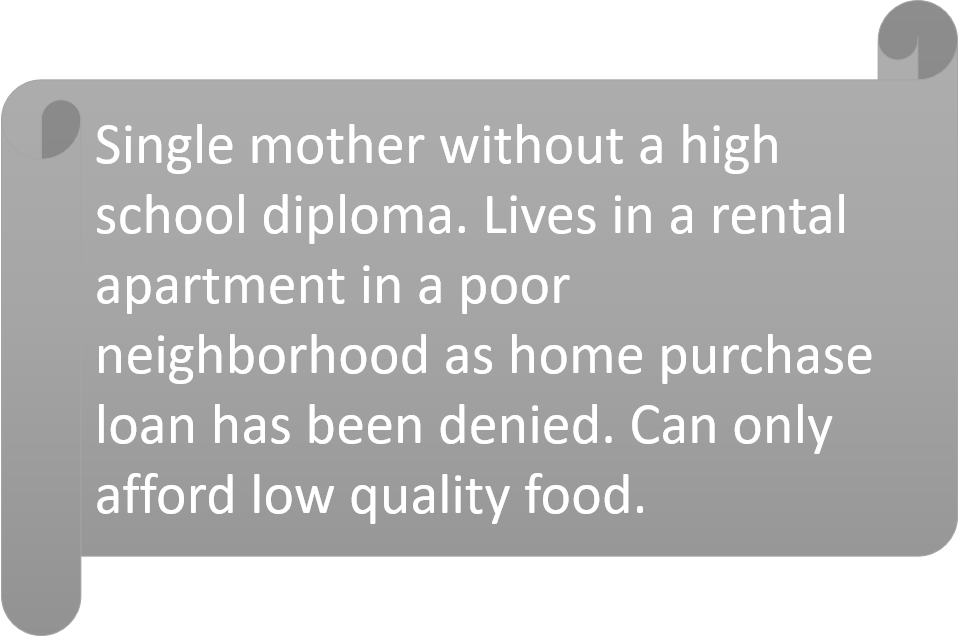 Single mother without a high
school diploma. Lives in a rental
apartment in a poor
neighborhood as home purchase
loan has been denied. Can only
afford low quality food.